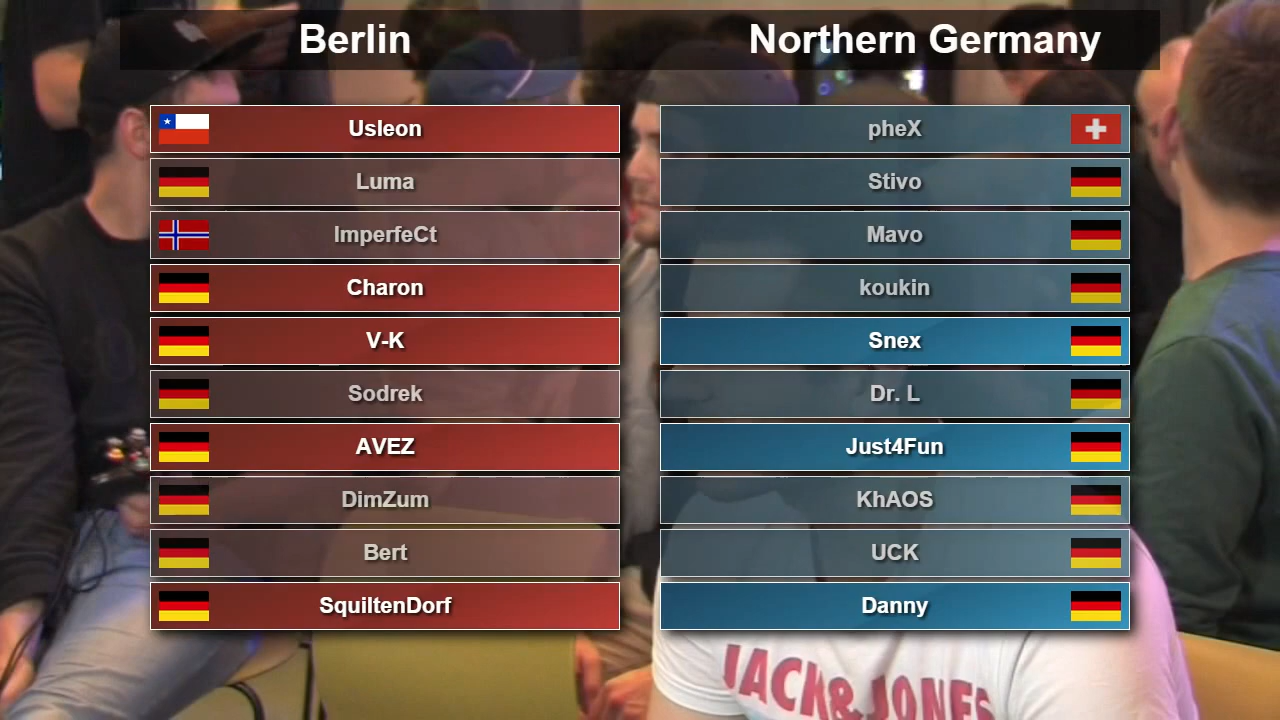 Berlin
Northern Germany
Usleon
pheX
Luma
Stivo
ImperfeCt
Mavo
Charon
koukin
V-K
Snex
Sodrek
Dr. L
AVEZ
Just4Fun
DimZum
KhAOS
Bert
UCK
SquiltenDorf
Danny
JACK&JONES